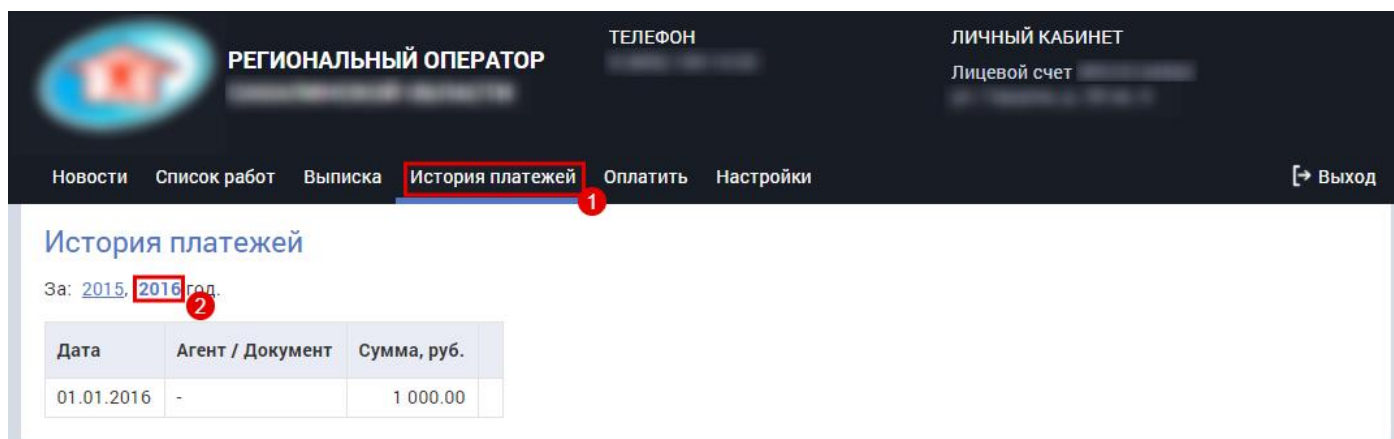 РЕГИОНАЛЬНЫЙ ОПЕРАТОР
ТЕЛЕФОН
ЛИЧНЫЙ КАБИНЕТ
Лицевой счет
Новости Список работ Выписка История платежей Оплатить Настройки Выход
1
История платежей
За: 2015, 2016 год.
2
Дата Агент / Документ Сумма, руб.
01.01.2016 - 1 000.00